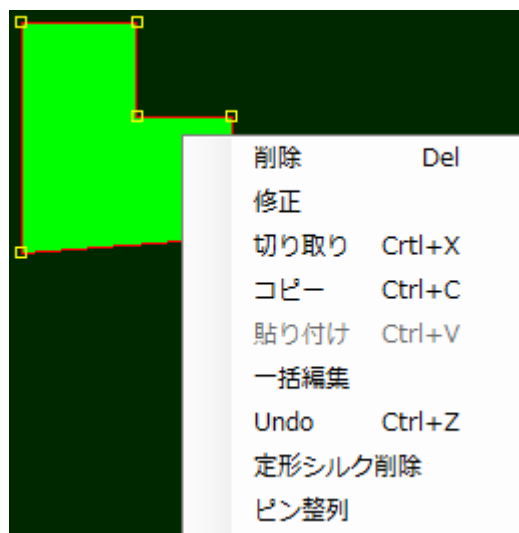 削除 Del
修正
切り取り Crtl+X
コピー Ctrl+C
貼り付け Ctrl+V
一括編集
Undo Ctrl+Z
定形シルク削除
ピン整列